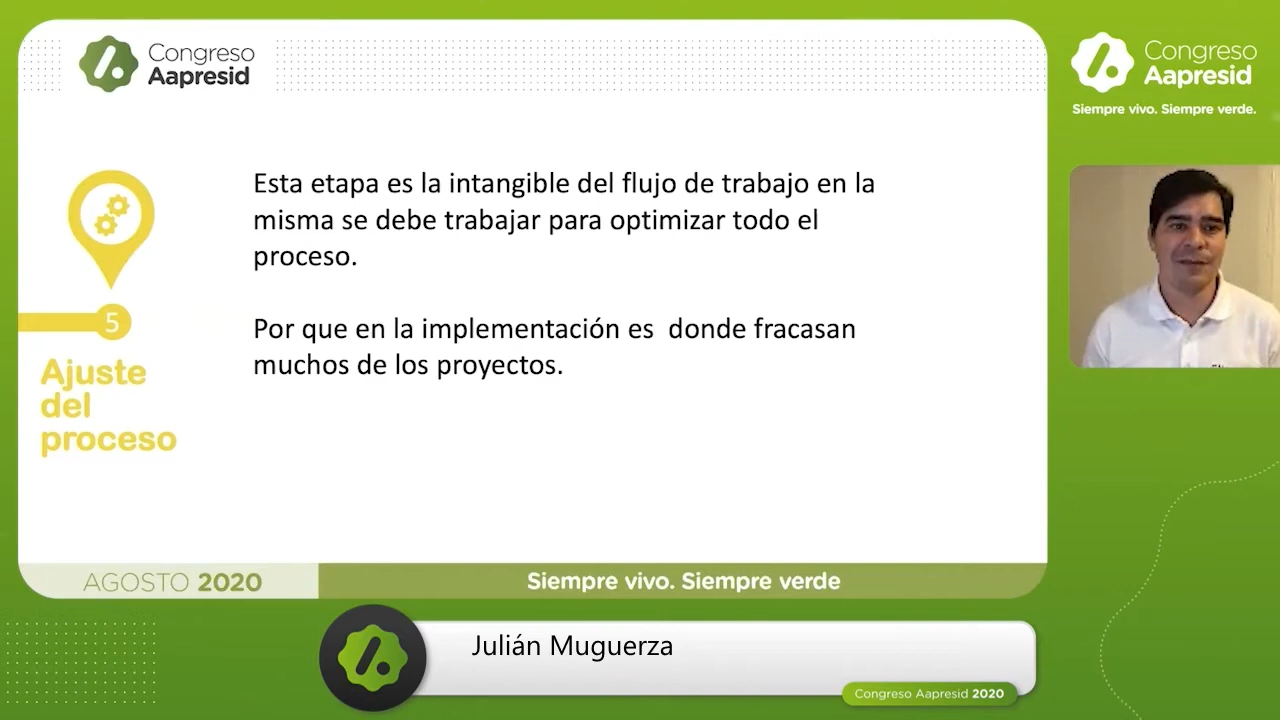 Congreso
Aapresid
Congreso
Aapresid
Siempre vivo. Siempre verde.
Esta etapa es la intangible del flujo de trabajo en la
misma se debe trabajar para optimizar todo el
proceso.
Por que en la implementación es  donde fracasan
muchos de los proyectos.
5
Ajuste
del
proceso
AGOSTO 2020
Siempre vivo. Siempre verde
Julián Muguerza
Congreso Aapresid 2020